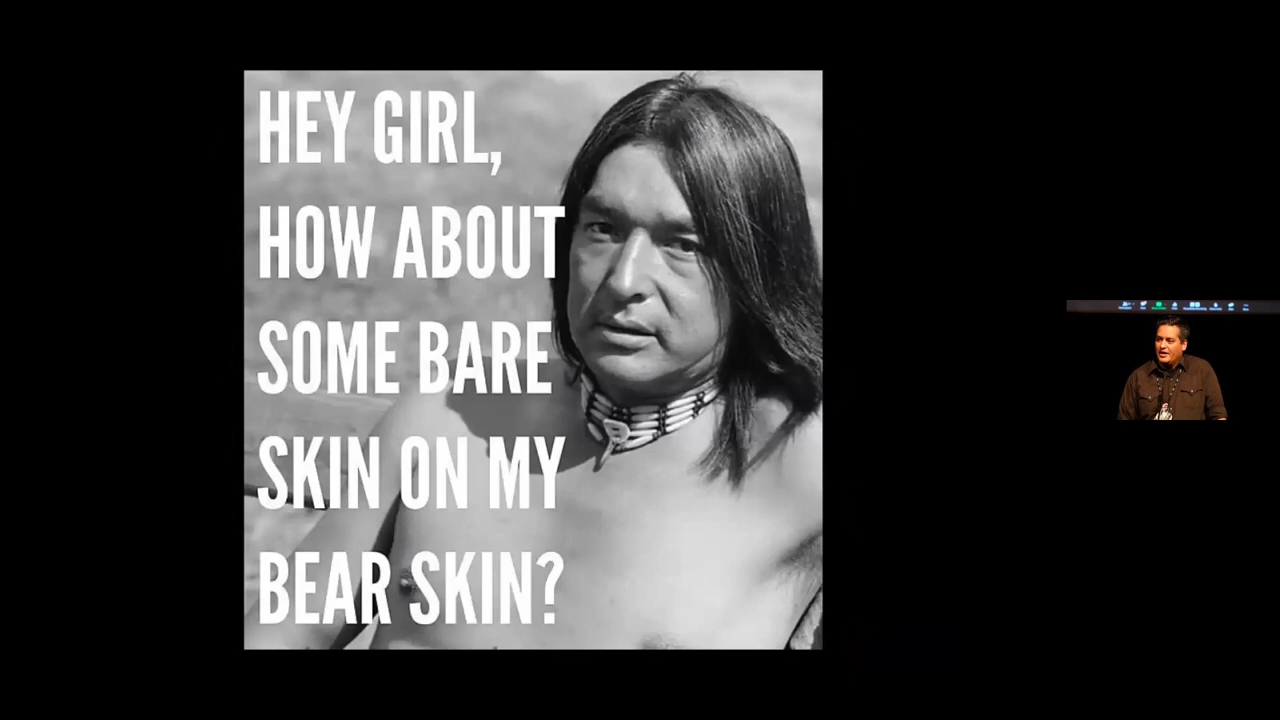 HEY GIRL,
HOW ABOUT
SOME BARE
SKIN ON MY
BEAR SKIN?